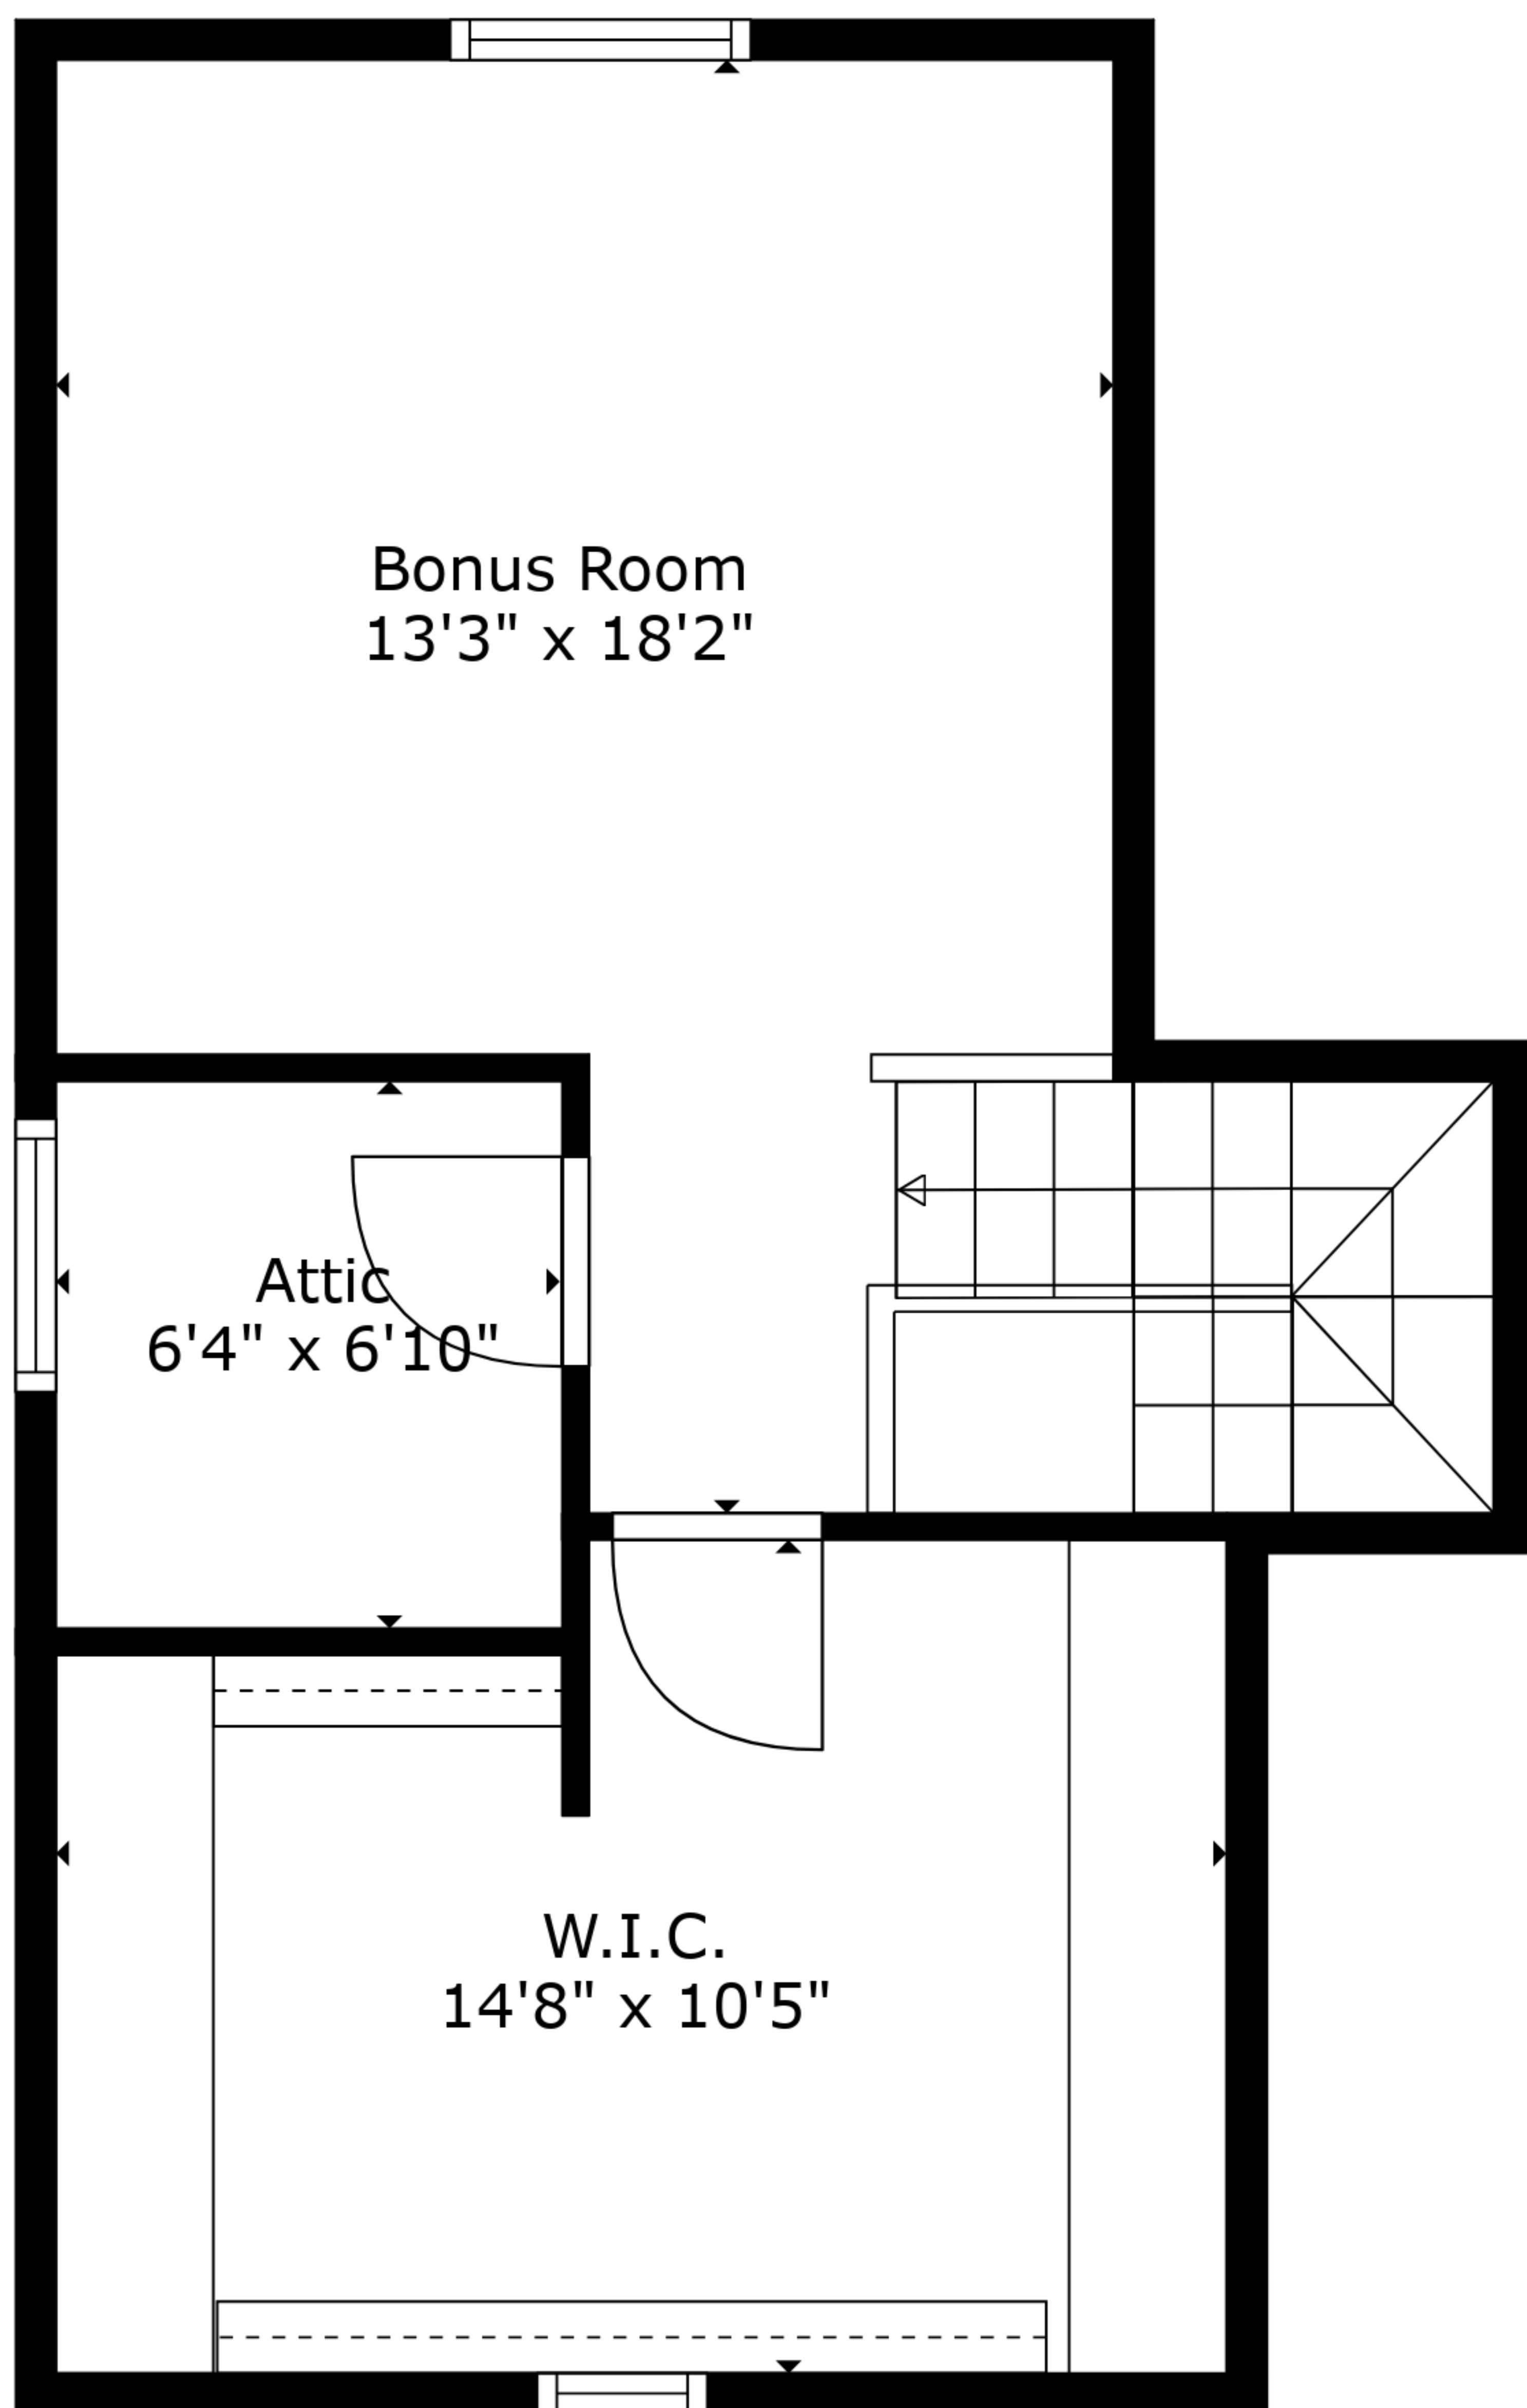 Bonus Room
13'3" x 18'2"
Attic
6'4" x 6'10"
W.I.C.
14'8" x 10'5"